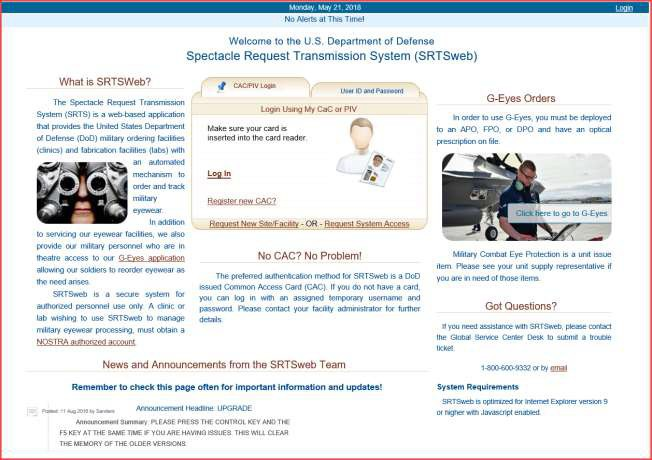 Monday, May 21, 2018
Login
No Alerts at This Time!
Welcome to the U.S. Department of Defense
Spectacle Request Transmission System (SRTSweb)
What is SRTSWeb?
The Spectacle Request Transmission
System (SRTS) is a web-based application
that provides the United States Department
of Defense (DoD) military ordering facilities
(clinics) and fabrication facilities (labs) with
an automated
mechanism to
order and track
military
eyewear.
In addition
to servicing our eyewear facilities, we also
provide our military personnel who are in
theatre access to our G-Eyes application
allowing our soldiers to reorder eyewear as
the need arises.
SRTSweb is a secure system for
authorized personnel use only. A clinic or
lab wishing to use SRTSweb to manage
military eyewear processing, must obtain a
NOSTRA authorized account.
CAC/PIV Login
User ID and Password
Login Using My CaC or PIV
Make sure your card is
inserted into the card reader.
Log In
Register new CAC?
Request New Site/Facility - OR - Request System Access
No CAC? No Problem!
The preferred authentication method for SRTSweb is a DoD
issued Common Access Card (CAC). If you do not have a card,
you can log in with an assigned temporary username and
password. Please contact your facility administrator for further
details.
G-Eyes Orders
In order to use G-Eyes, you must be deployed
to an APO, FPO, or DPO and have an optical
prescription on file.
Click here to go to G-Eyes
Military Combat Eye Protection is a unit issue
item. Please see your unit supply representative if
you are in need of those items.
Got Questions?
If you need assistance with SRTSweb, please contact
the Global Service Center Desk to submit a trouble
ticket.
1-800-600-9332 or by email
System Requirements
SRTSweb is optimized for Internet Explorer version 9
or higher with Javascript enabled.
News and Announcements from the SRTSweb Team
Remember to check this page often for important information and updates!
Posted: 11 Aug 2016 by Sanders
Announcement Headline: UPGRADE
Announcement Summary: PLEASE PRESS THE CONTROL KEY AND THE
F5 KEY AT THE SAME TIME IF YOU ARE HAVING ISSUES. THIS WILL CLEAR
THE MEMORY OF THE OLDER VERSIONS